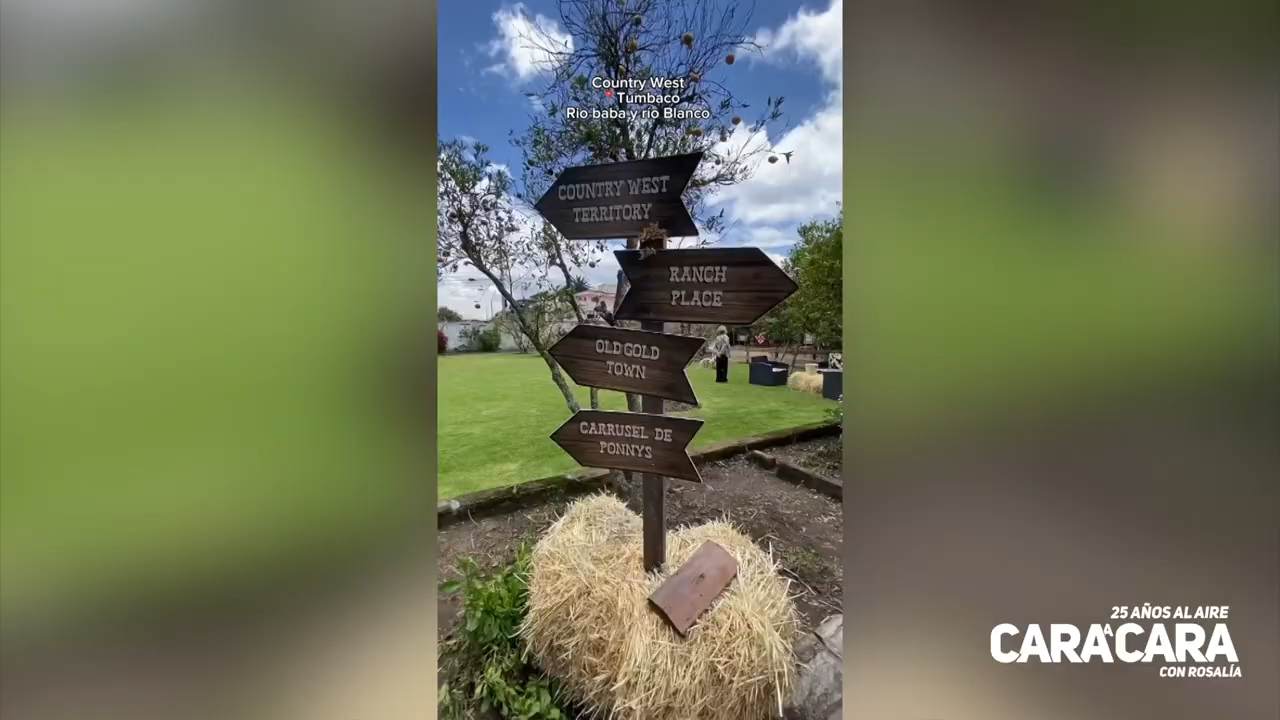 Country West
📍Tumbaco
Rio baba y rio Blanco
COUNTRY WEST
TERRITORY
RANCH
PLACE
OLD GOLD
TOWN
CARRUSEL DE
PONNYS
25 AÑOS AL AIRE
CARA A CARA
CON ROSALÍA